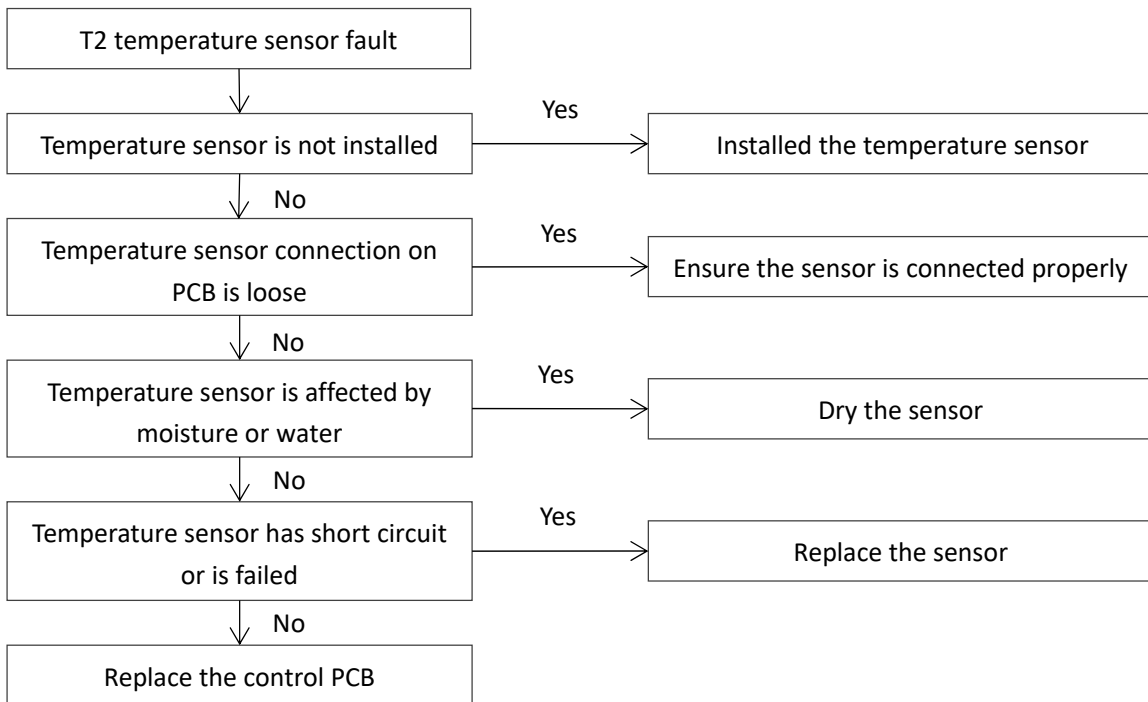 T2 temperature sensor fault
Yes
Temperature sensor is not installed
Installed the temperature sensor
No
Yes
Temperature sensor connection on
PCB is loose
Ensure the sensor is connected properly
No
Yes
Temperature sensor is affected by
moisture or water
Dry the sensor
No
Yes
Temperature sensor has short circuit
or is failed
Replace the sensor
No
Replace the control PCB